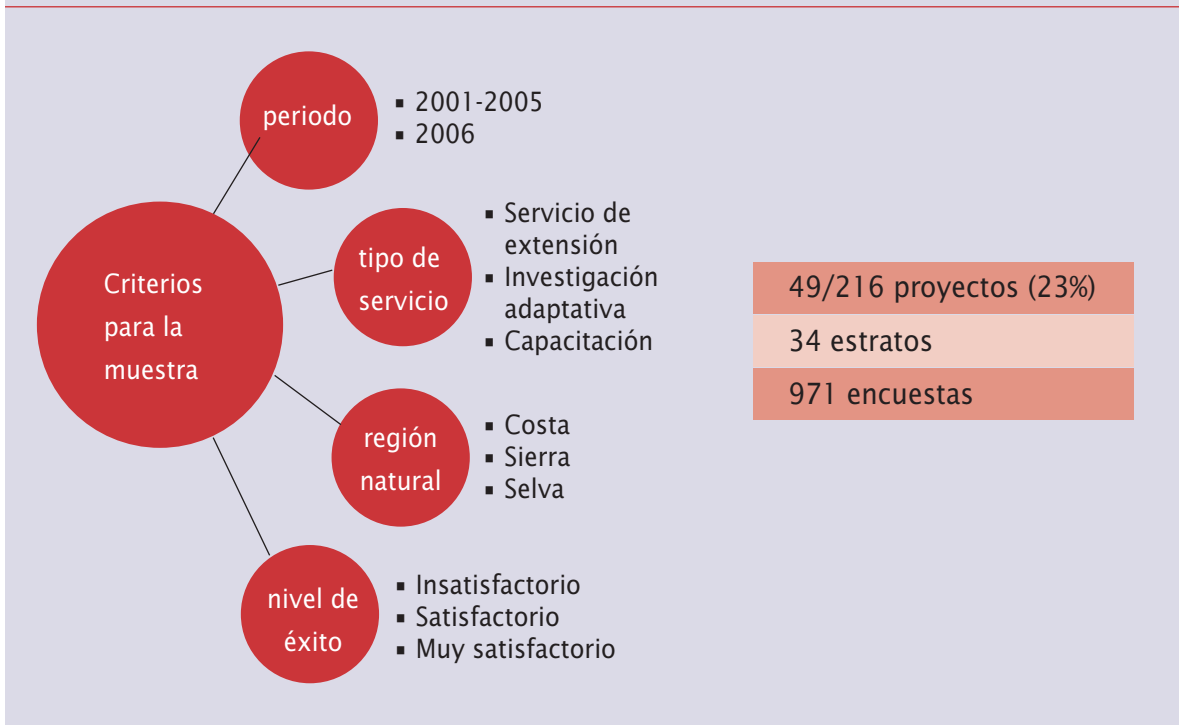 periodo
▪ 2001-2005
▪ 2006
Criterios
para la
muestra
tipo de
servicio
▪ Servicio de
extensión
▪ Investigación
adaptativa
▪ Capacitación
región
natural
▪ Costa
▪ Sierra
▪ Selva
nivel de
éxito
▪ Insatisfactorio
▪ Satisfactorio
▪ Muy satisfactorio
49/216 proyectos (23%)
34 estratos
971 encuestas